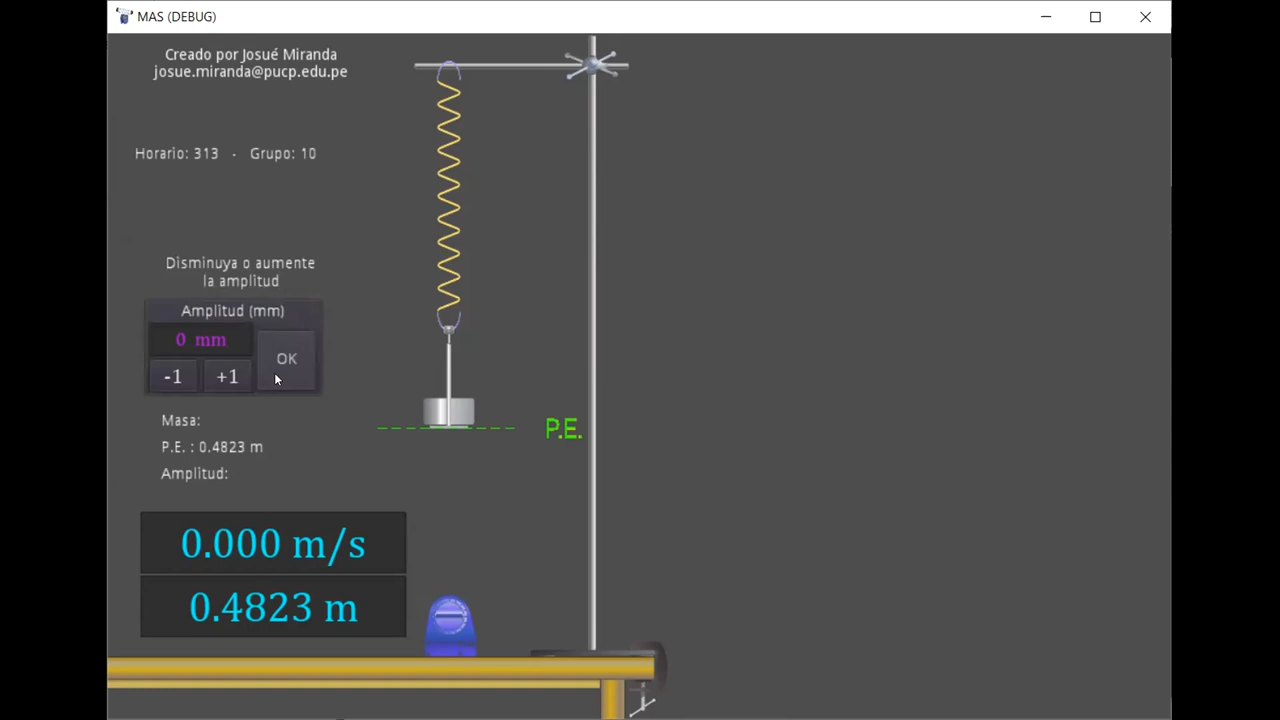 MAS (DEBUG)
Creado por Josué Miranda
josue.miranda@pucp.edu.pe
Horario: 313 - Grupo: 10
Disminuya o aumente
la amplitud
Amplitud (mm)
0 mm
OK
-1 +1
Masa:
P.E. : 0.4823 m
Amplitud:
P.E.
0.000 m/s
0.4823 m